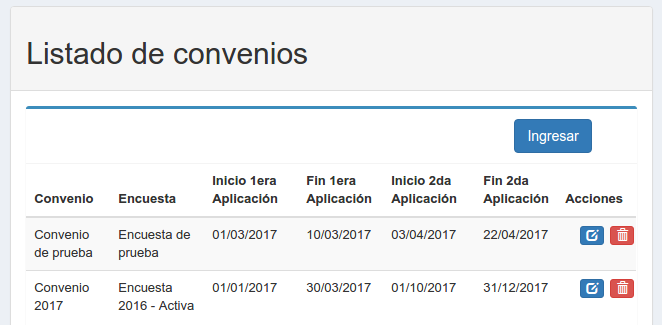 Listado de convenios
Ingresar
Inicio 1era Fin 1era Inicio 2da Fin 2da
Convenio Encuesta Aplicación Aplicación Aplicación Aplicación Acciones
Convenio Encuesta de 01/03/2017 10/03/2017 03/04/2017 22/04/2017
de prueba prueba
Convenio Encuesta 01/01/2017 30/03/2017 01/10/2017 31/12/2017
2017 2016 - Activa